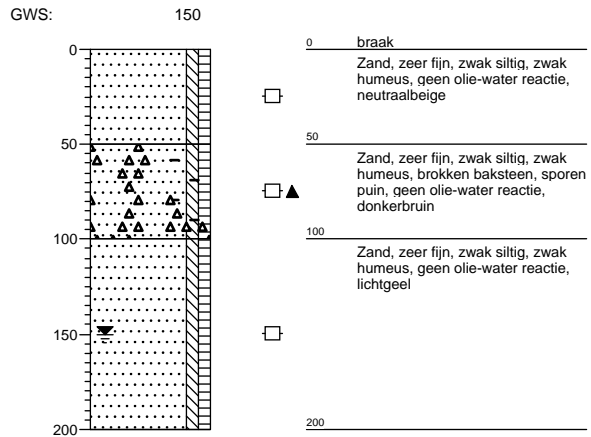 GWS: 150
0
50
100
150
200
0 braak
Zand, zeer fijn, zwak siltig, zwak
humeus, geen olie-water reactie,
neutraalbeige
50
Zand, zeer fijn, zwak siltig, zwak
humeus, brokken baksteen, sporen
puin, geen olie-water reactie,
donkerbruin
100
Zand, zeer fijn, zwak siltig, zwak
humeus, geen olie-water reactie,
lichtgeel
200